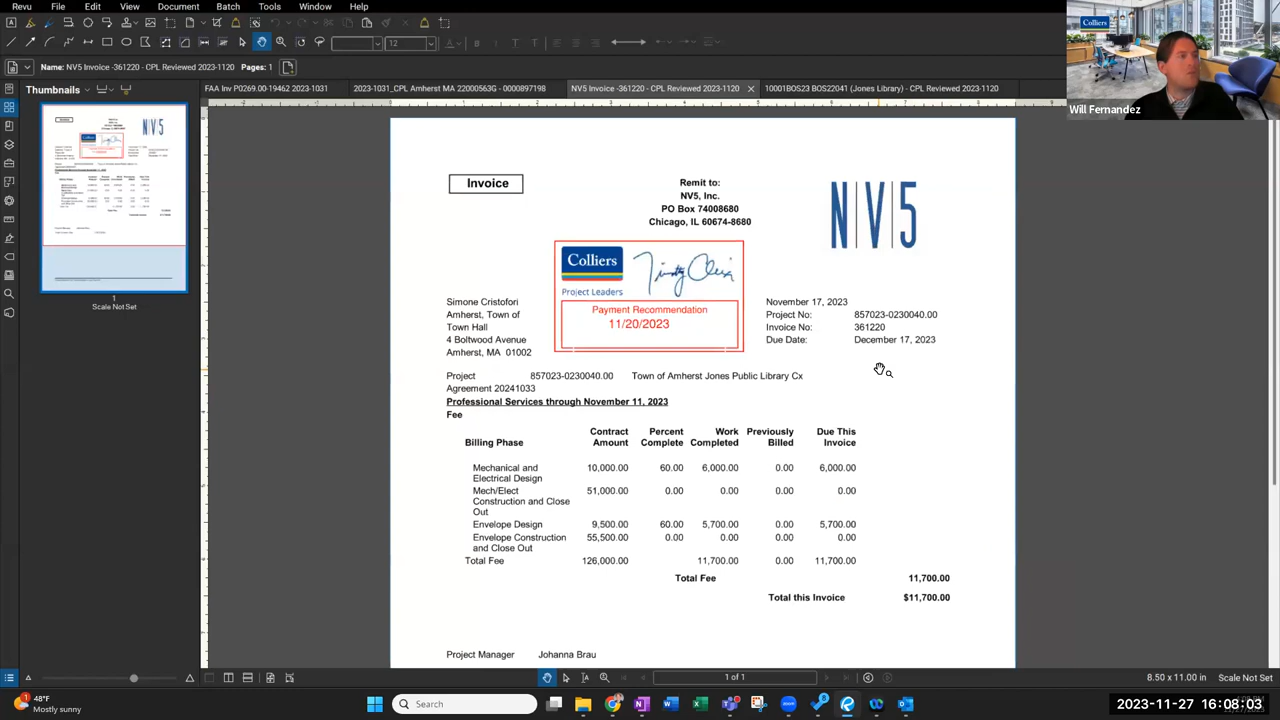 Revu File Edit View Document Batch Tools Window Help
12
Name: NV5 Invoice -361220 - CPL Reviewed 2023-1120 Pages: 1
Thumbnails
FAA Inv P0269.00-19462 2023-1031
2023-1031_CPL Amherst MA 22000563G - 0000897198
NV5 Invoice -361220 - CPL Reviewed 2023-1120
10001BOS23 BOS22041 (Jones Library) - CPL Reviewed 2023-1120
Colliers
Will Fernandez
1
Scale Not Set
Invoice
Remit to:
NV5, Inc.
PO Box 74008680
Chicago, IL 60674-8680
N|V|5
Colliers
Project Leaders
Payment Recommendation
11/20/2023
Simone Cristofori
Amherst, Town of
Town Hall
4 Boltwood Avenue
Amherst, MA 01002
November 17, 2023
Project No: 857023-0230040.00
Invoice No: 361220
Due Date: December 17, 2023
Project 857023-0230040.00 Town of Amherst Jones Public Library Cx
Agreement 20241033
Professional Services through November 11, 2023
Fee
Billing Phase Contract Amount Percent Complete Work Completed Previously Billed Due This Invoice
Mechanical and Electrical Design 10,000.00 60.00 6,000.00 0.00 6,000.00
Mech/Elect Construction and Close Out 51,000.00 0.00 0.00 0.00 0.00
Envelope Design 9,500.00 60.00 5,700.00 0.00 5,700.00
Envelope Construction and Close Out 55,500.00 0.00 0.00 0.00 0.00
Total Fee 126,000.00 11,700.00 0.00 11,700.00
Total Fee 11,700.00
Total this Invoice $11,700.00
Project Manager Johanna Brau
1 of 1
8.50 x 11.00 in Scale Not Set
48°F
Mostly sunny
Search
2023-11-27 16:08:03